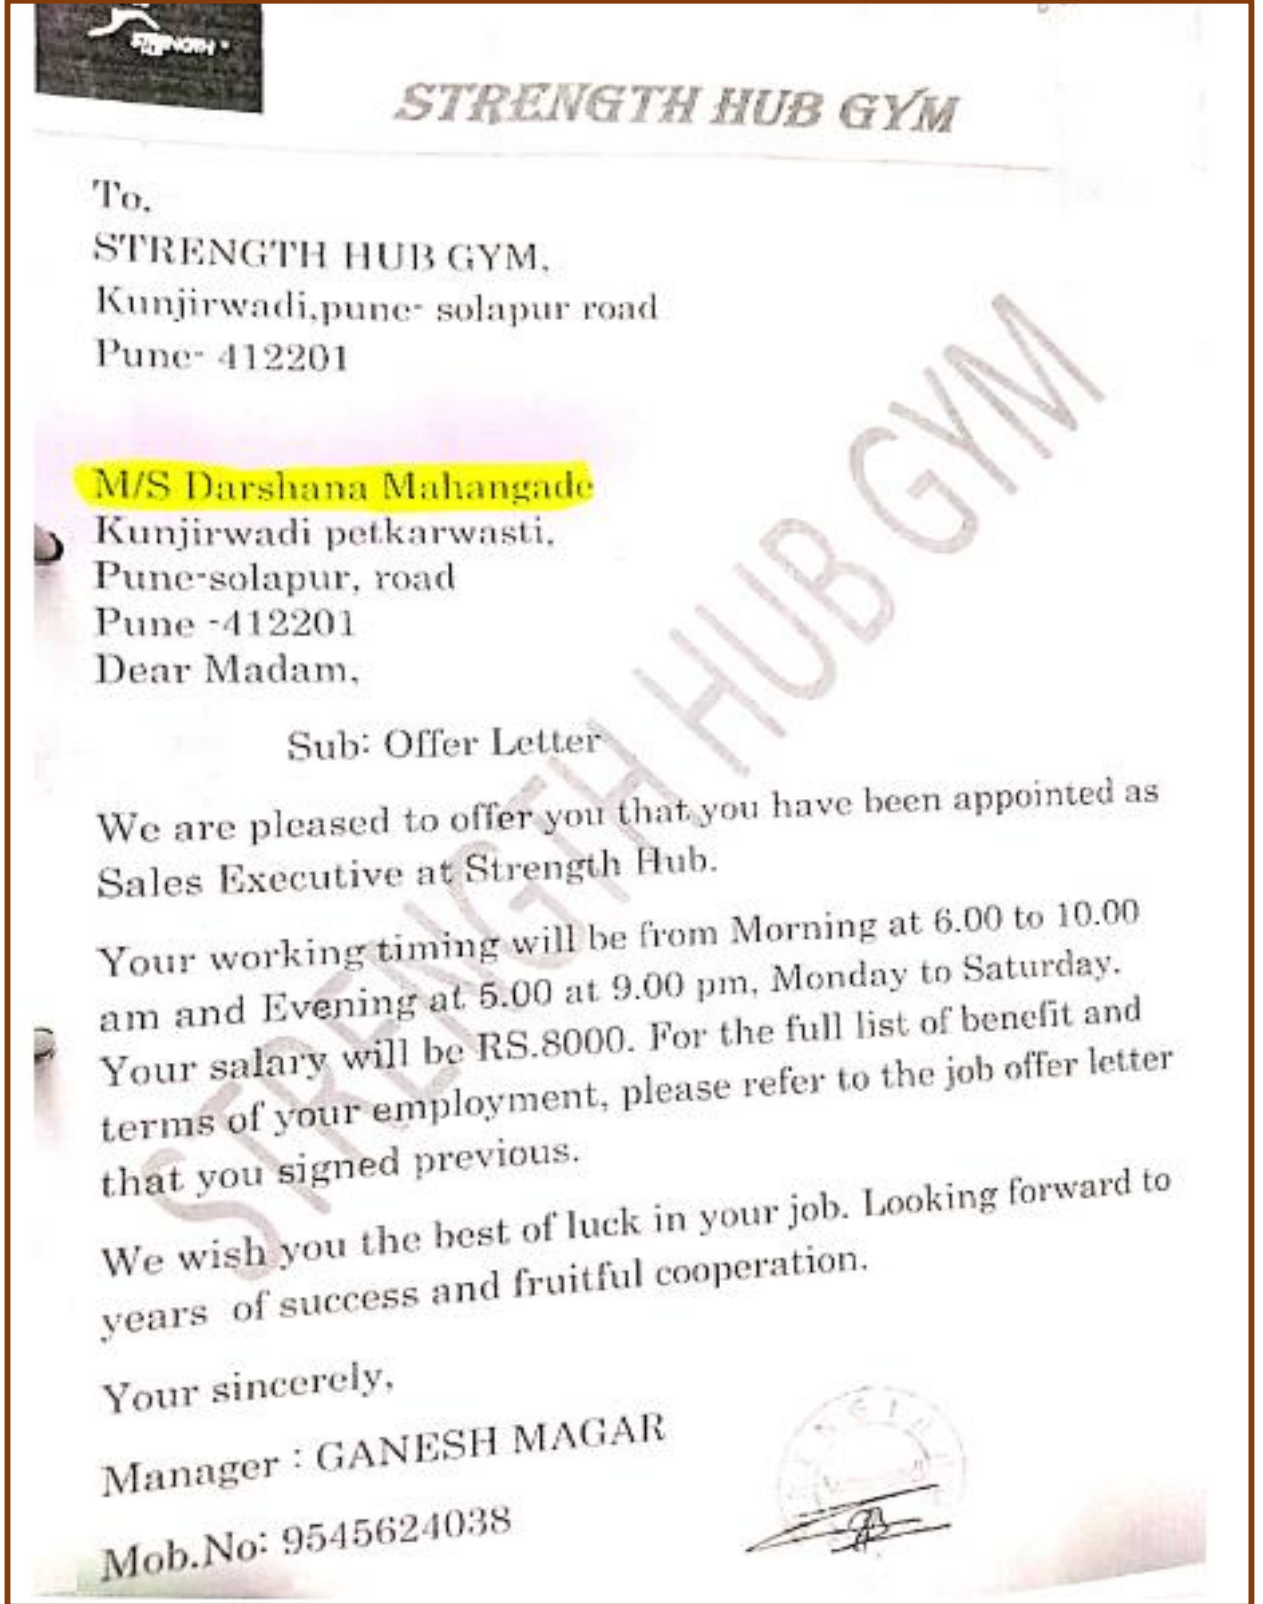 STRENGTH
STRENGTH HUB GYM
To,
STRENGTH HUB GYM,
Kunjirwadi,pune- solapur road
Pune- 412201
M/S Darshana Mahangade
Kunjirwadi petkarwasti,
Pune-solapur, road
Pune -412201
Dear Madam,
Sub: Offer Letter
We are pleased to offer you that you have been appointed as
Sales Executive at Strength Hub.
Your working timing will be from Morning at 6.00 to 10.00
am and Evening at 5.00 at 9.00 pm, Monday to Saturday.
Your salary will be RS.8000. For the full list of benefit and
terms of your employment, please refer to the job offer letter
that you signed previous.
We wish you the best of luck in your job. Looking forward to
years of success and fruitful cooperation.
Your sincerely,
Manager : GANESH MAGAR
Mob.No: 9545624038
STRENGTH HUB GYM